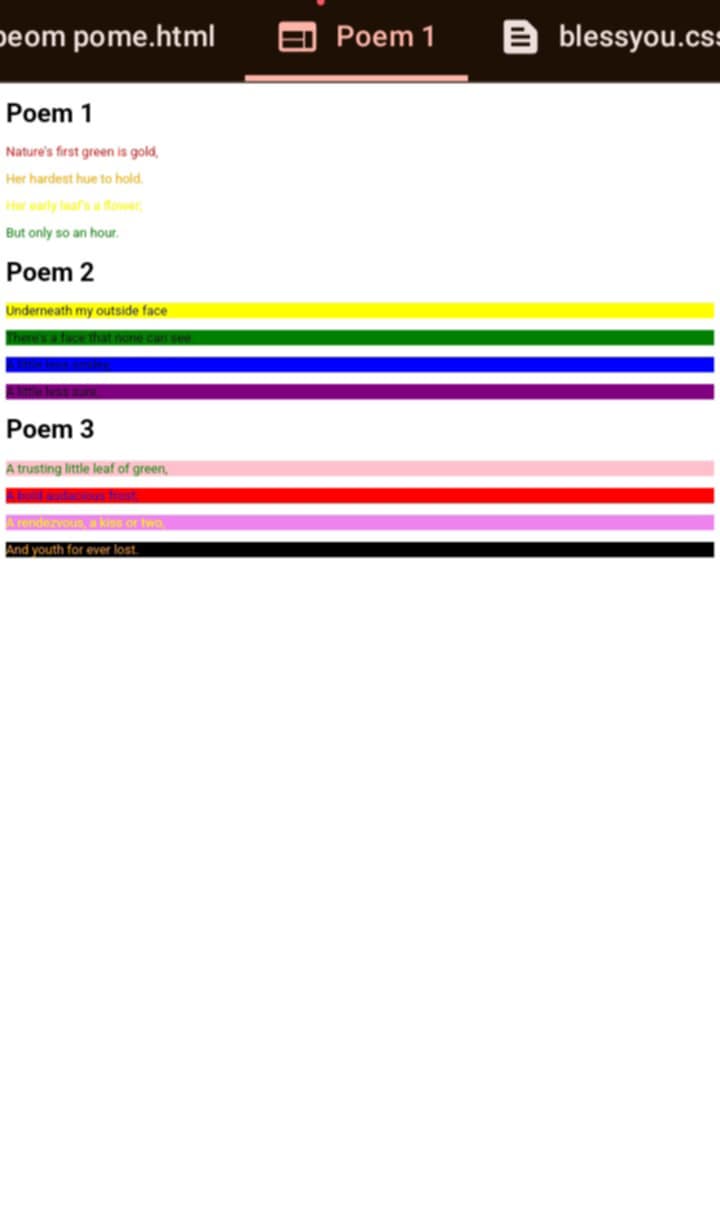 peom pome.html
Poem 1
blessyou.css
Poem 1
Nature's first green is gold,
Her hardest hue to hold.
Her early leaf's a flower;
But only so an hour.
Poem 2
Underneath my outside face
There's a face that none can see.
A little less smiley,
A little less sure,
Poem 3
A trusting little leaf of green,
A bold audacious frost;
A rendezvous, a kiss or two,
And youth for ever lost.